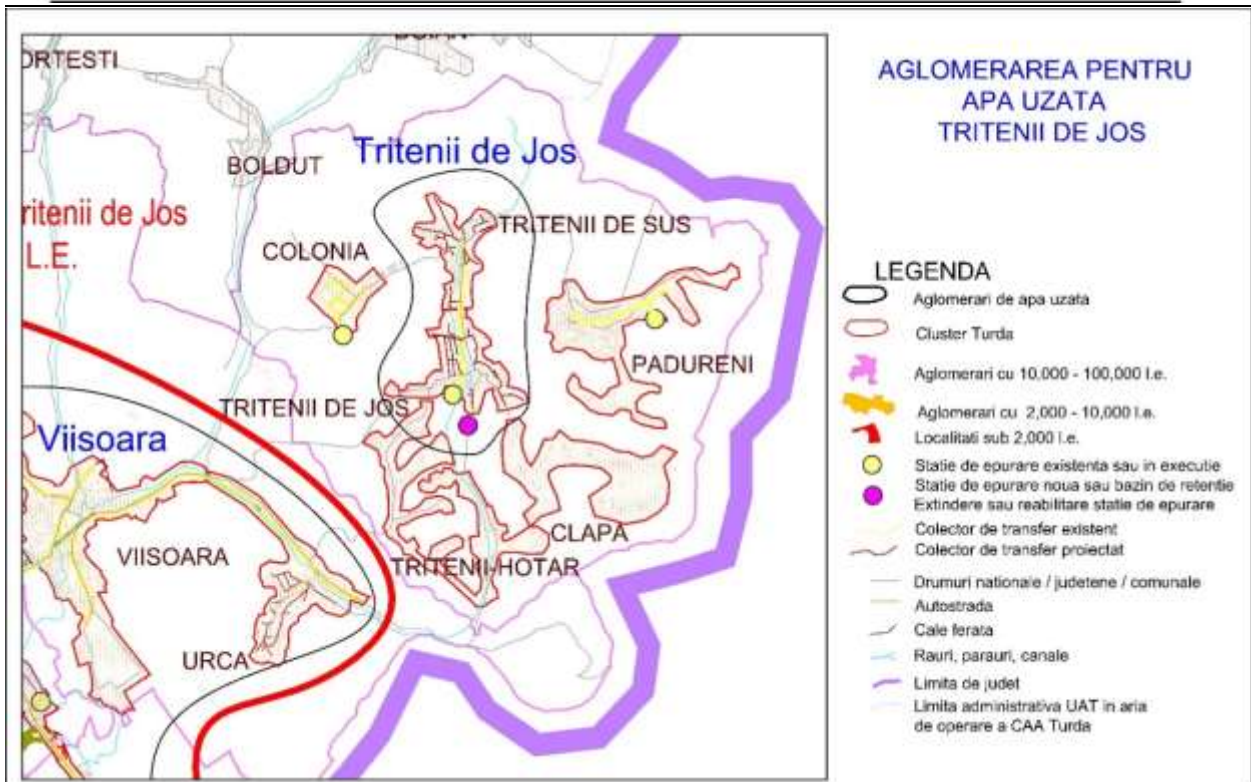 AGLOMERAREA PENTRU
APA UZATA
TRITENII DE JOS
ORTESTI
BOIAN
BOLDUT
Tritenii de Jos
ritenii de Jos
L.E.
COLONIA
TRITENII DE SUS
PADURENI
TRITENII DE JOS
Viisoara
VIISOARA
CLAPA
TRITENII-HOTAR
URCA
LEGENDA
Aglomerari de apa uzata
Cluster Turda
Aglomerari cu 10,000 - 100,000 l.e.
Aglomerari cu 2,000 - 10,000 l.e.
Localitati sub 2,000 l.e.
Statie de epurare existenta sau in executie
Statie de epurare noua sau bazin de retentie
Extindere sau reabilitare statie de epurare
Colector de transfer existent
Colector de transfer proiectat
Drumuri nationale / judetene / comunale
Autostrada
Cale ferata
Rauri, parauri, canale
Limita de judet
Limita administrativa UAT in aria
de operare a CAA Turda